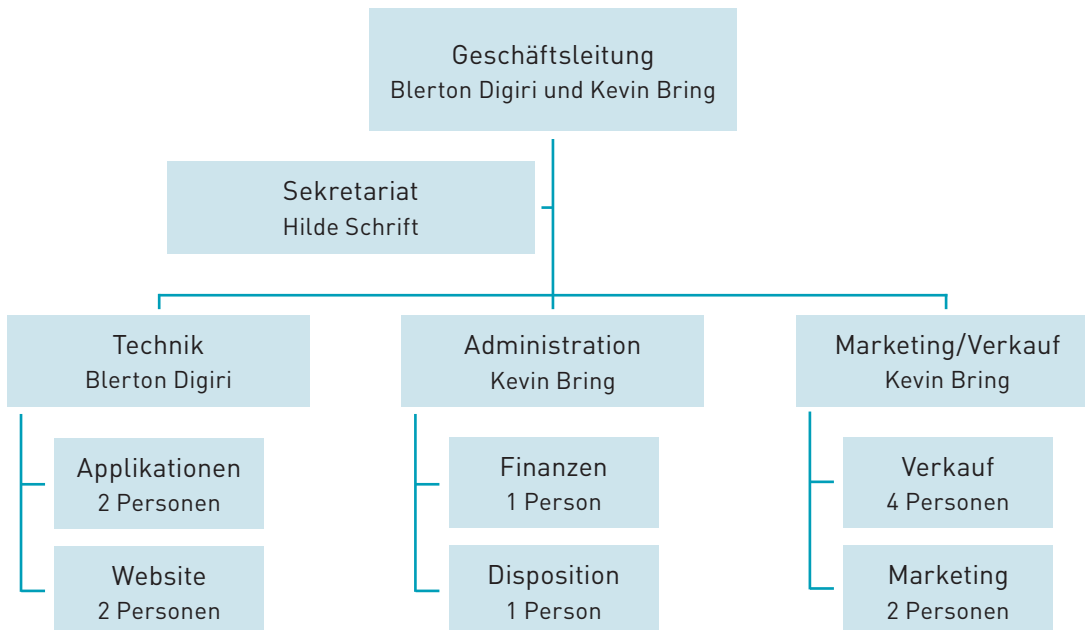 Geschäftsleitung
Blerton Digiri und Kevin Bring
Sekretariat
Hilde Schrift
Technik
Blerton Digiri
Administration
Kevin Bring
Marketing/Verkauf
Kevin Bring
Applikationen
2 Personen
Finanzen
1 Person
Verkauf
4 Personen
Website
2 Personen
Disposition
1 Person
Marketing
2 Personen